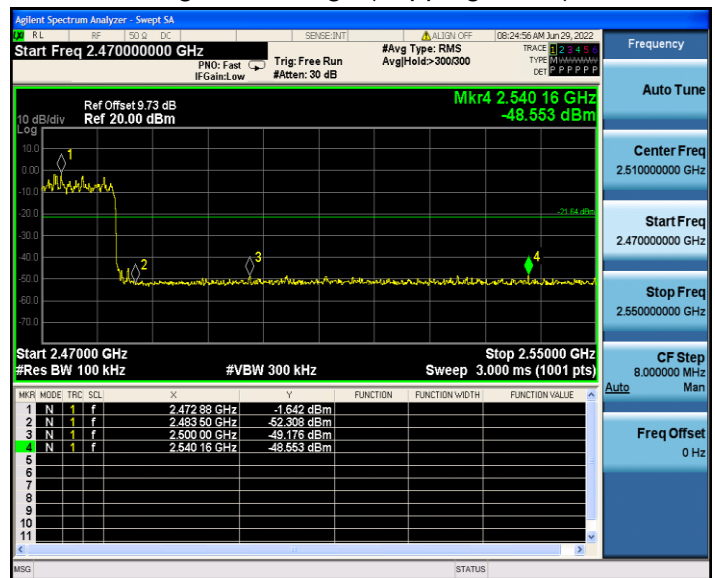 Agilent Spectrum Analyzer - Swept SA
LXI RL RF 50 Ω DC SENSE:INT ALIGN OFF 08:24:56 AM Jun 29, 2022
Start Freq 2.470000000 GHz
PNO: Fast
IFGain:Low
Trig: Free Run
#Atten: 30 dB
#Avg Type: RMS
Avg|Hold:>300/300
TRACE 1 2 3 4 5 6
TYPE M
DET P P P P P P
Ref Offset 9.73 dB
Ref 20.00 dBm
10 dB/div
Log
Mkr4 2.540 16 GHz
-48.553 dBm
10.0
0.00
-10.0
-20.0
-30.0
-40.0
-50.0
-60.0
-70.0
1
2
3
4
-21.64 dBm
Start 2.47000 GHz
#Res BW 100 kHz
#VBW 300 kHz
Stop 2.55000 GHz
Sweep 3.000 ms (1001 pts)
MKR MODE TRC SCL X Y FUNCTION FUNCTION WIDTH FUNCTION VALUE
1 N 1 f 2.472 88 GHz -1.642 dBm
2 N 1 f 2.483 50 GHz -52.308 dBm
3 N 1 f 2.500 00 GHz -49.176 dBm
4 N 1 f 2.540 16 GHz -48.553 dBm
5
6
7
8
9
10
11
MSG STATUS
Frequency
Auto Tune
Center Freq
2.510000000 GHz
Start Freq
2.470000000 GHz
Stop Freq
2.550000000 GHz
CF Step
8.000000 MHz
Auto Man
Freq Offset
0 Hz